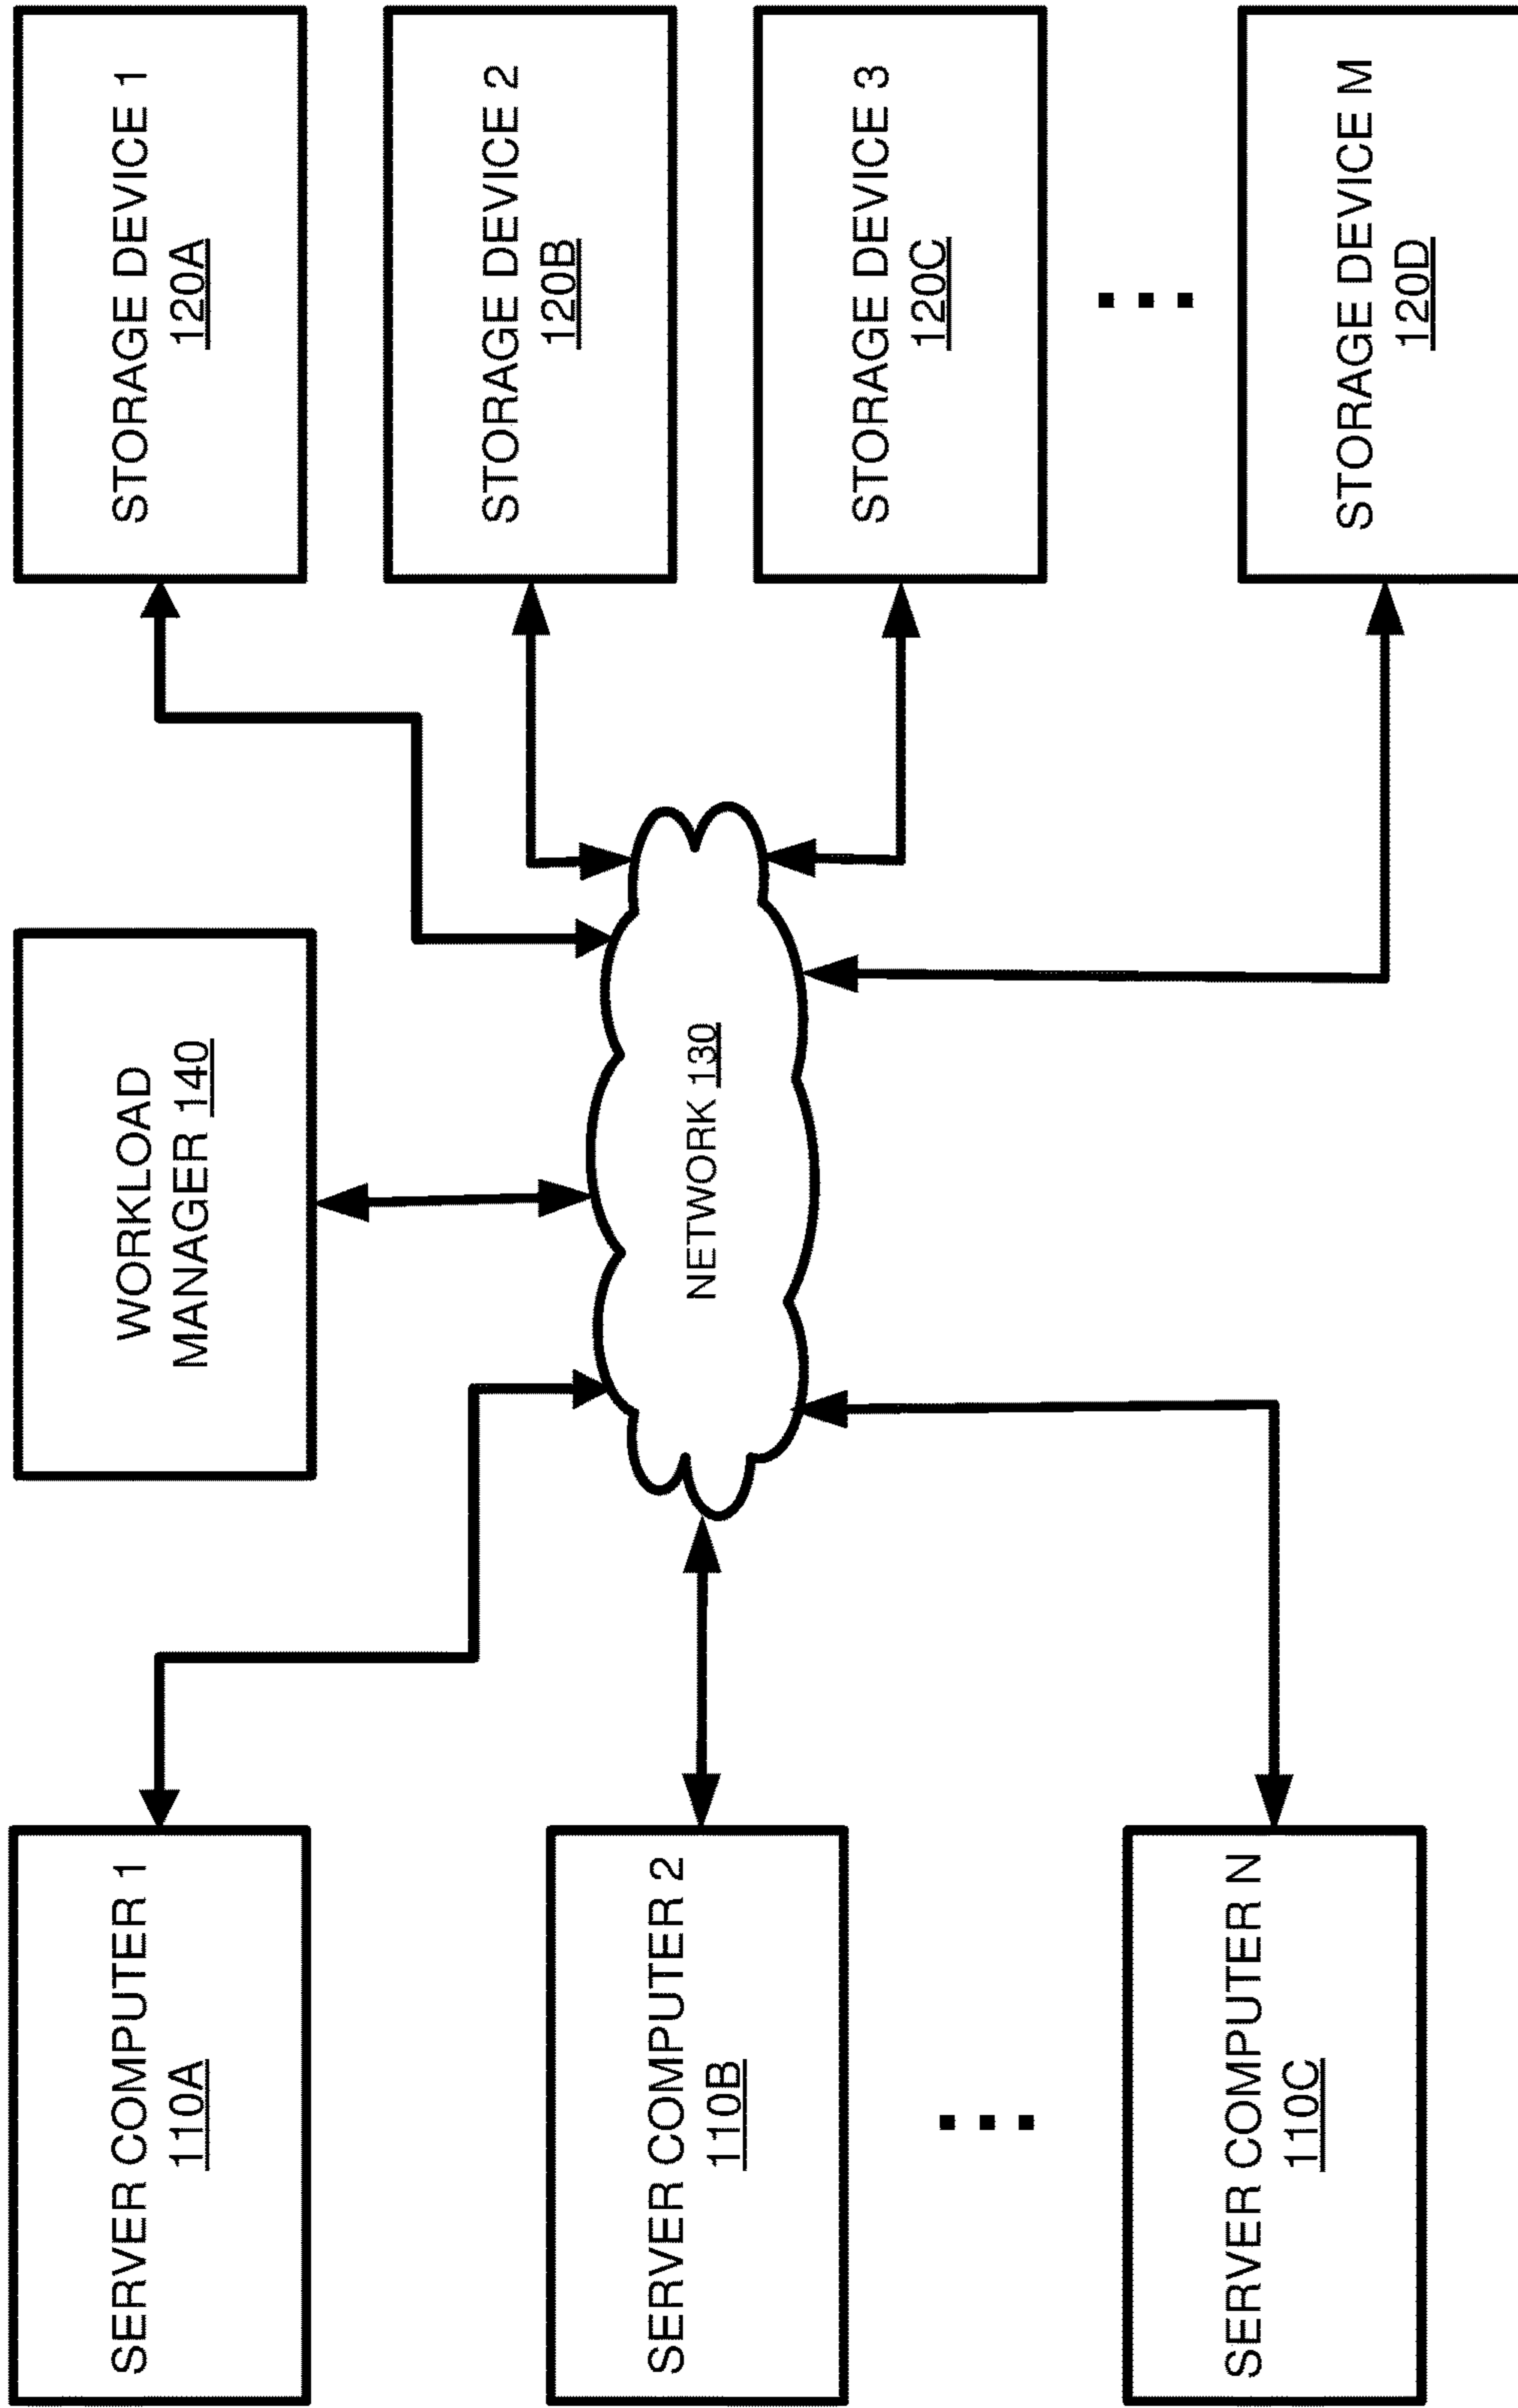 SERVER COMPUTER 1
110A
SERVER COMPUTER 2
110B
SERVER COMPUTER N
110C
WORKLOAD
MANAGER 140
NETWORK 130
STORAGE DEVICE 1
120A
STORAGE DEVICE 2
120B
STORAGE DEVICE 3
120C
STORAGE DEVICE M
120D